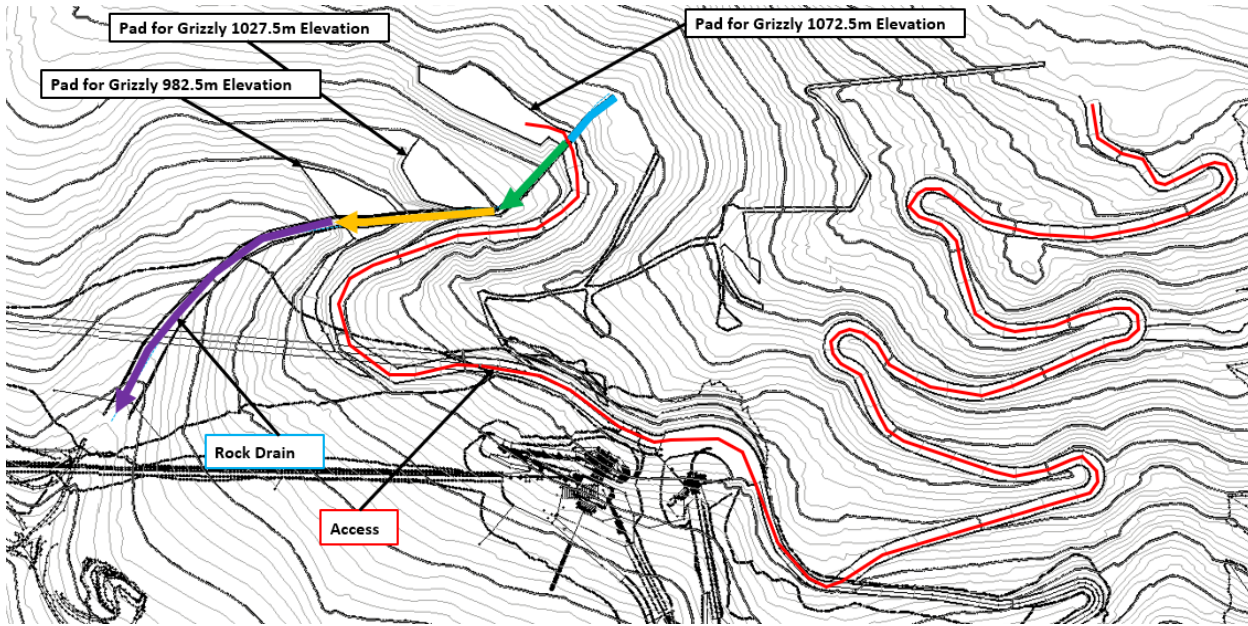 Pad for Grizzly 1027.5m Elevation
Pad for Grizzly 1072.5m Elevation
Pad for Grizzly 982.5m Elevation
Rock Drain
Access